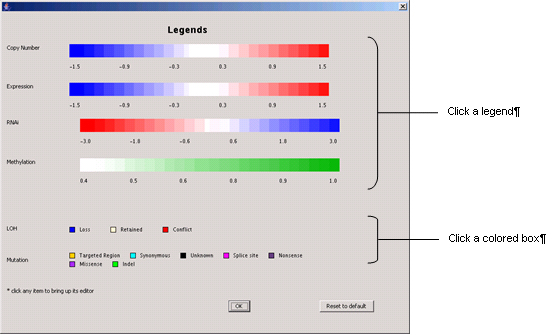 Legends
Copy Number
-1.5 -0.9 -0.3 0.3 0.9 1.5
Expression
-1.5 -0.9 -0.3 0.3 0.9 1.5
Click a legend¶
RNAi
-3.0 -1.8 -0.6 0.6 1.8 3.0
Methylation
0.4 0.5 0.6 0.8 0.9 1.0
LOH Loss Retained Conflict
Click a colored box¶
Mutation Targeted Region Synonymous Unknown Splice site Nonsense
Missense Indel
* click any item to bring up its editor
OK Reset to default